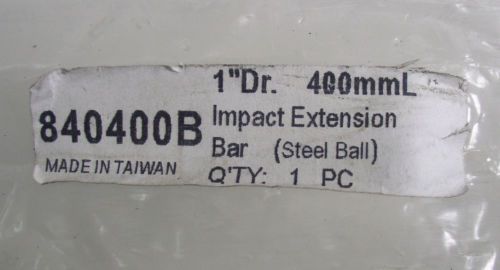 840400B
MADE IN TAIWAN
1"Dr. 400mmL
Impact Extension
Bar (Steel Ball)
Q'TY: 1 PC